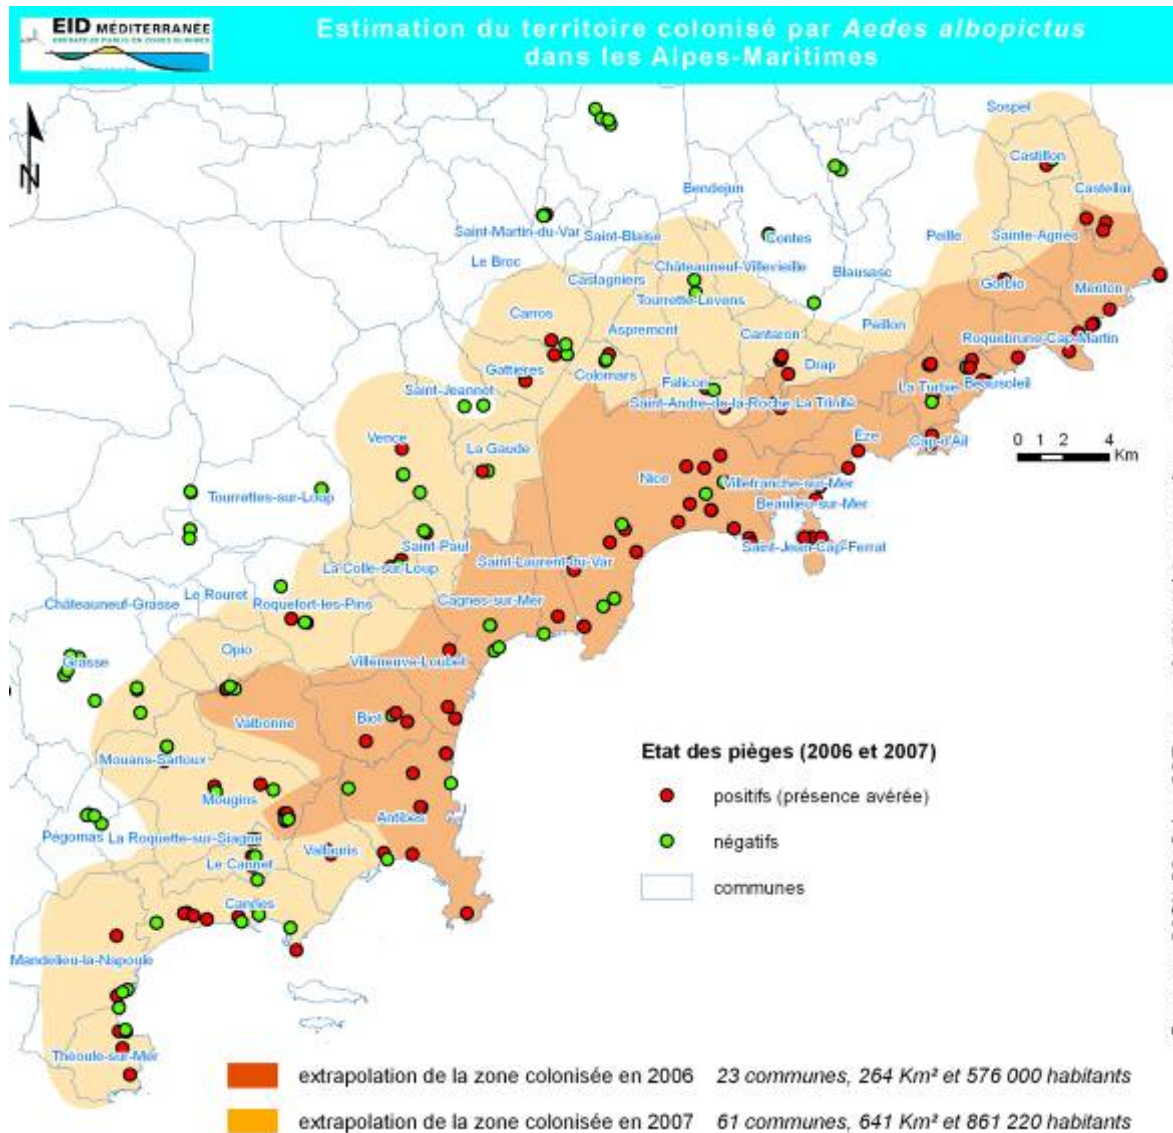 EID MÉDITERRANÉE
Estimation du territoire colonisé par Aedes albopictus
dans les Alpes-Maritimes
N
Sospel
Castillon
Castellar
Bendejun
Saint-Martin-du-Var
Saint-Blaise
Contes
Peille
Sainte-Agnès
Le Broc
Châteauneuf-Villevieille
Blausasc
Castagniers
Gorbio
Menton
Tourrette-Levens
Carros
Aspremont
Cantaron
Peillon
Roquebrune-Cap-Martin
Gattières
Colomars
Drap
Saint-Jeannet
Falicon
La Turbie
Beausoleil
Saint-André-de-la-Roche
La Trinité
Vence
La Gaude
Èze
Cap-d'Ail
0 1 2 4
Km
Nice
Villefranche-sur-Mer
Tourrettes-sur-Loup
Beaulieu-sur-Mer
Saint-Paul
Saint-Jean-Cap-Ferrat
La Colle-sur-Loup
Saint-Laurent-du-Var
Le Rouret
Châteauneuf-Grasse
Roquefort-les-Pins
Cagnes-sur-Mer
Grasse
Opio
Villeneuve-Loubet
Valbonne
Biot
Mouans-Sartoux
Mougins
Antibes
Pégomas
La Roquette-sur-Siagne
Vallauris
Le Cannet
Cannes
Mandelieu-la-Napoule
Théoule-sur-Mer
Etat des pièges (2006 et 2007)
positifs (présence avérée)
négatifs
communes
extrapolation de la zone colonisée en 2006 23 communes, 264 Km² et 576 000 habitants
extrapolation de la zone colonisée en 2007 61 communes, 641 Km² et 861 220 habitants